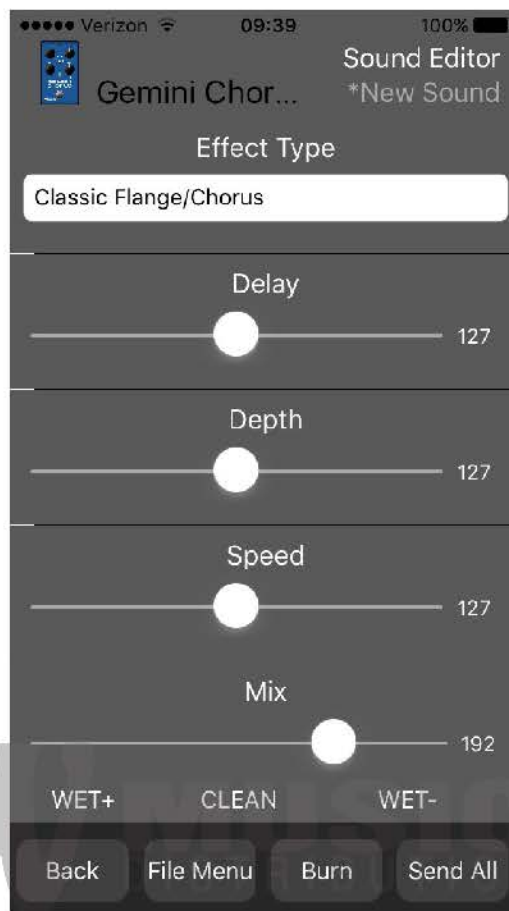 ●●●●● Verizon 09:39 100%
Sound Editor
Gemini Chor... *New Sound
Effect Type
Classic Flange/Chorus
Delay
127
Depth
127
Speed
127
Mix
192
WET+ CLEAN WET-
Back File Menu Burn Send All